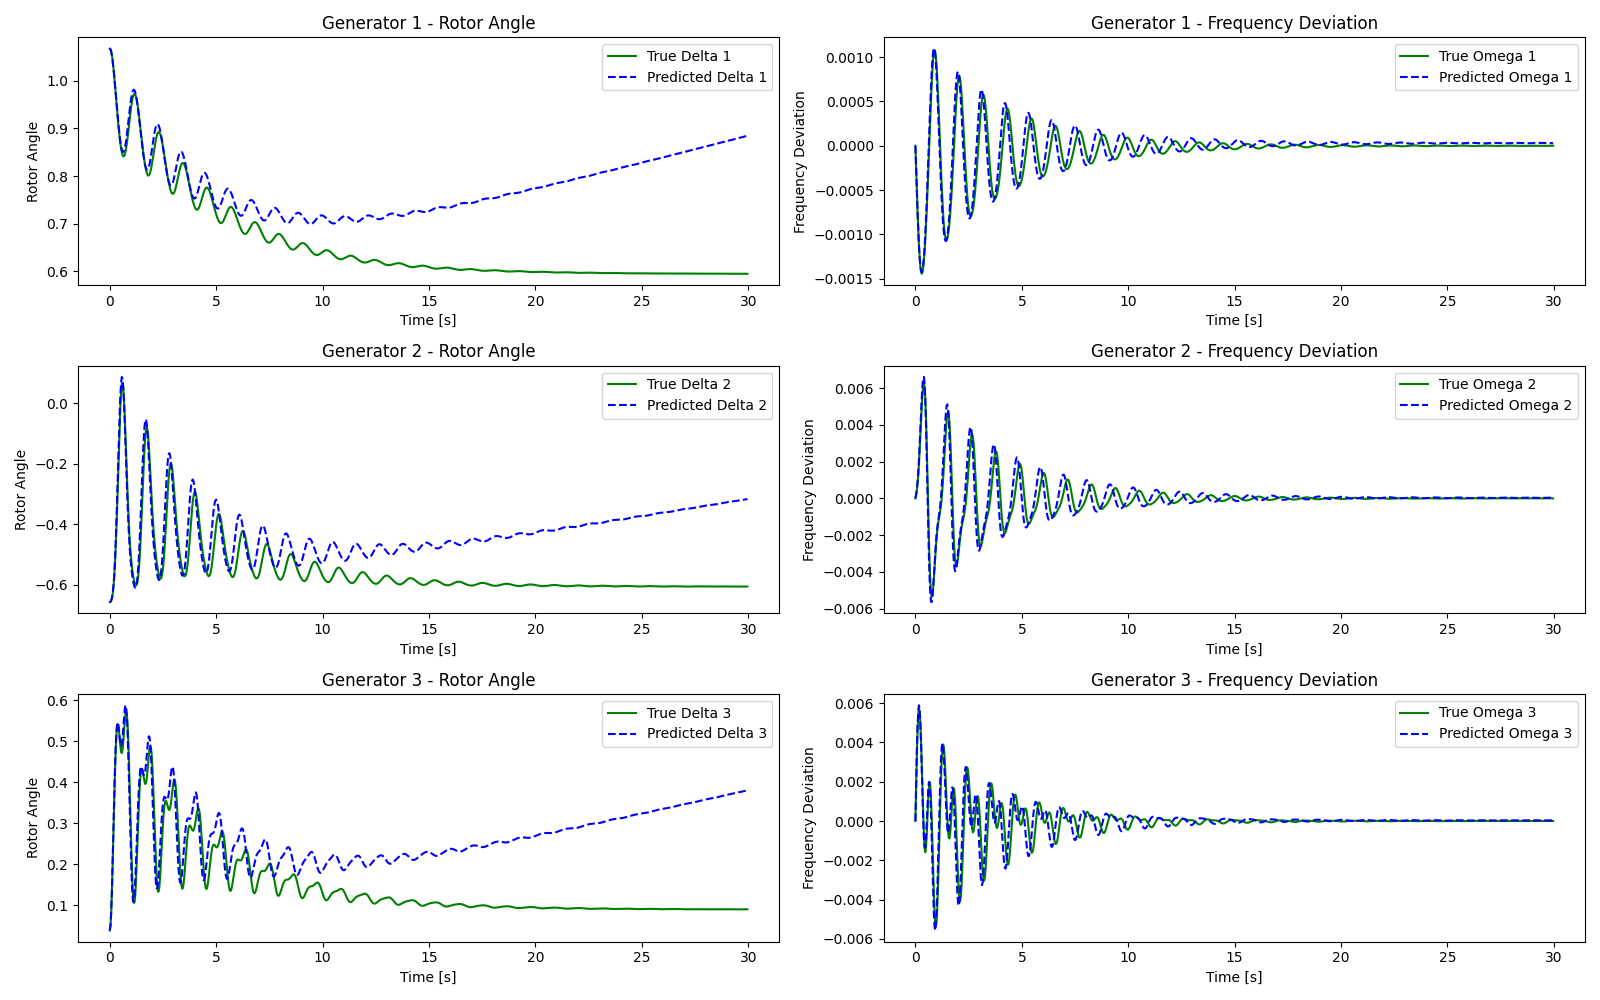 Generator 1 - Rotor Angle
Rotor Angle
1.0
0.9
0.8
0.7
0.6
True Delta 1
Predicted Delta 1
0 5 10 15 20 25 30
Time [s]
Generator 1 - Frequency Deviation
Frequency Deviation
0.0010
0.0005
0.0000
−0.0005
−0.0010
−0.0015
True Omega 1
Predicted Omega 1
0 5 10 15 20 25 30
Time [s]
Generator 2 - Rotor Angle
Rotor Angle
0.0
−0.2
−0.4
−0.6
True Delta 2
Predicted Delta 2
0 5 10 15 20 25 30
Time [s]
Generator 2 - Frequency Deviation
Frequency Deviation
0.006
0.004
0.002
0.000
−0.002
−0.004
−0.006
True Omega 2
Predicted Omega 2
0 5 10 15 20 25 30
Time [s]
Generator 3 - Rotor Angle
Rotor Angle
0.6
0.5
0.4
0.3
0.2
0.1
True Delta 3
Predicted Delta 3
0 5 10 15 20 25 30
Time [s]
Generator 3 - Frequency Deviation
Frequency Deviation
0.006
0.004
0.002
0.000
−0.002
−0.004
−0.006
True Omega 3
Predicted Omega 3
0 5 10 15 20 25 30
Time [s]